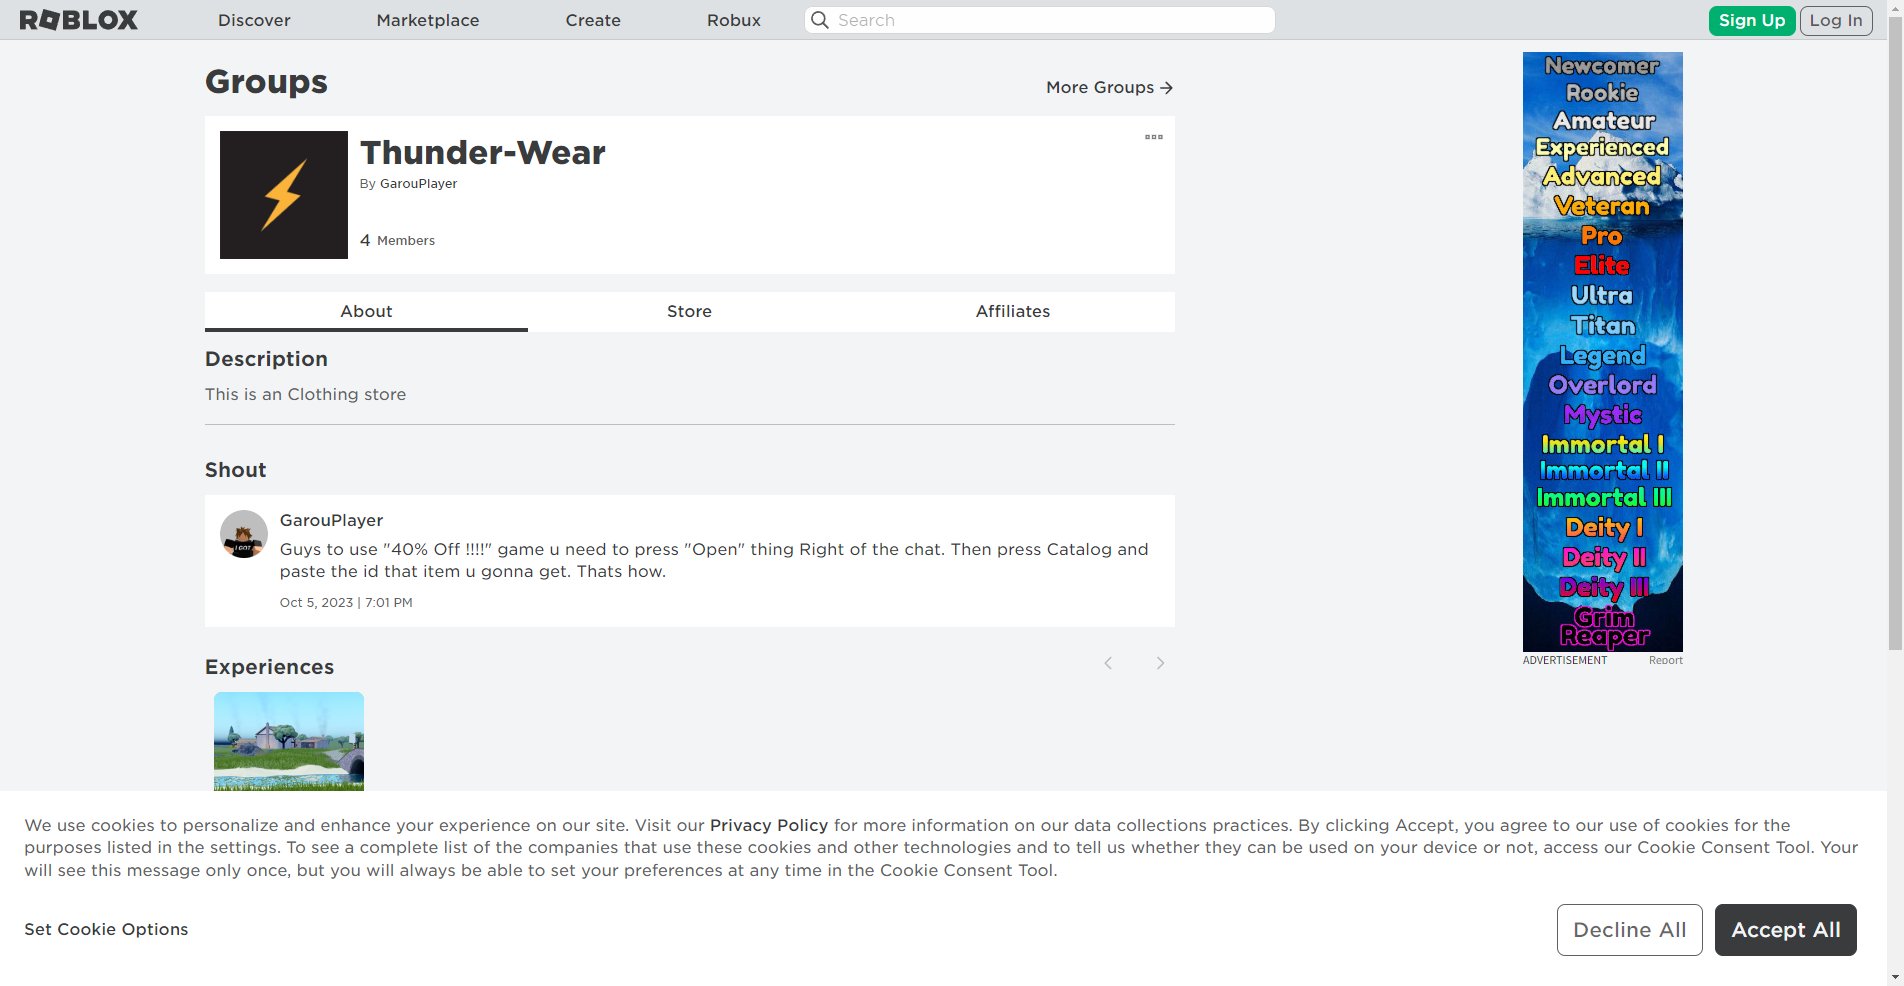 ROBLOX
Discover
Marketplace
Create
Robux
Search
Sign Up
Log In
Groups
More Groups
Thunder-Wear
By GarouPlayer
4 Members
About
Store
Affiliates
Description
This is an Clothing store
Shout
GarouPlayer
Guys to use "40% Off !!!!" game u need to press "Open" thing Right of the chat. Then press Catalog and
paste the id that item u gonna get. Thats how.
Oct 5, 2023 | 7:01 PM
Experiences
Newcomer
Rookie
Amateur
Experienced
Advanced
Veteran
Pro
Elite
Ultra
Titan
Legend
Overlord
Mystic
Immortal I
Immortal II
Immortal III
Deity I
Deity II
Deity III
Grim
Reaper
ADVERTISEMENT
Report
We use cookies to personalize and enhance your experience on our site. Visit our Privacy Policy for more information on our data collections practices. By clicking Accept, you agree to our use of cookies for the
purposes listed in the settings. To see a complete list of the companies that use these cookies and other technologies and to tell us whether they can be used on your device or not, access our Cookie Consent Tool. Your
will see this message only once, but you will always be able to set your preferences at any time in the Cookie Consent Tool.
Set Cookie Options
Decline All
Accept All